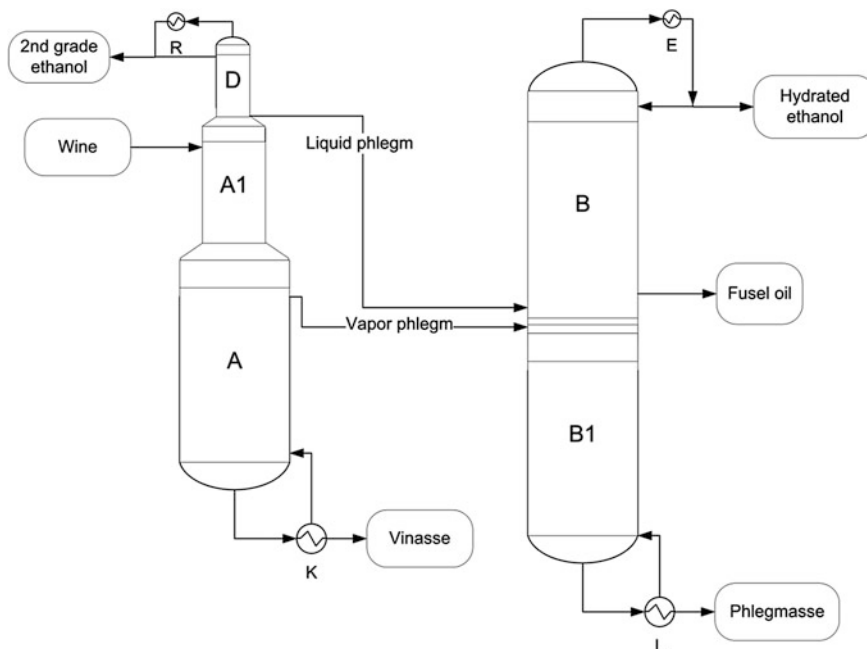 2nd grade
ethanol
R
D
E
Hydrated
ethanol
Wine
Liquid phlegm
A1
B
Fusel oil
Vapor phlegm
A
B1
Vinasse
K
Phlegmasse